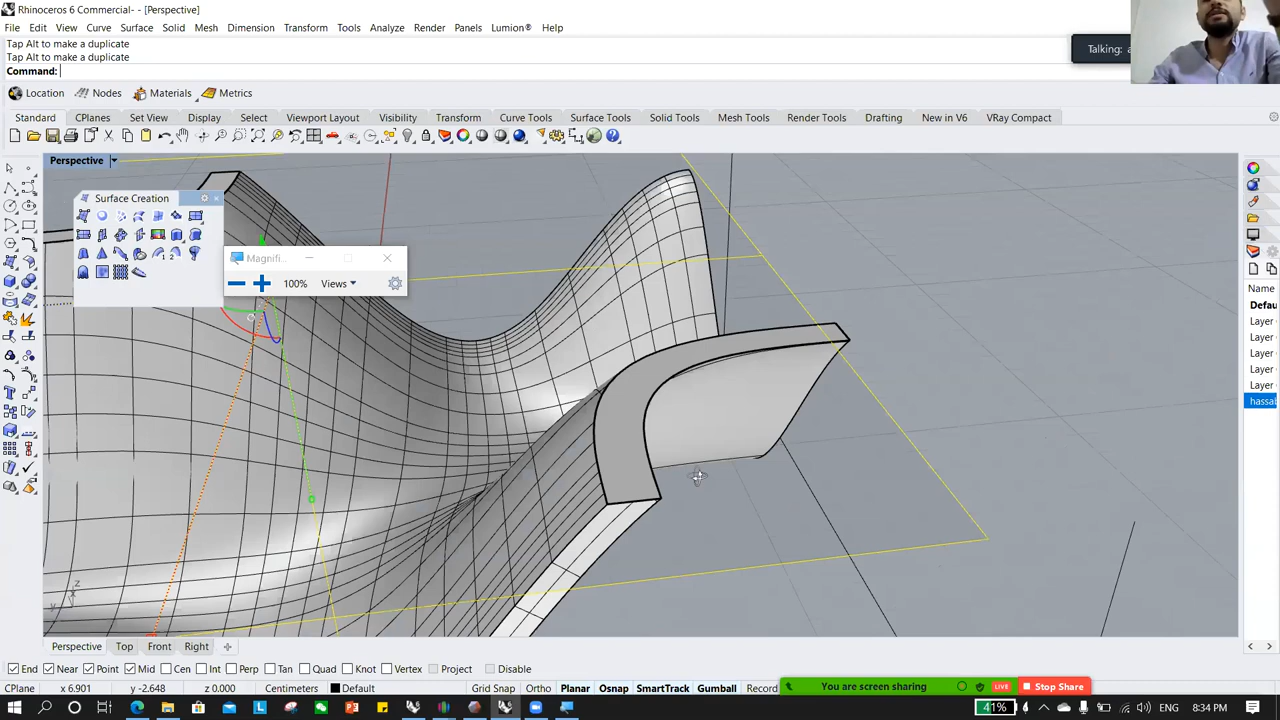 Rhinoceros 6 Commercial- - [Perspective]
File Edit View Curve Surface Solid Mesh Dimension Transform Tools Analyze Render Panels Lumion® Help
Tap Alt to make a duplicate
Tap Alt to make a duplicate
Command:
Talking:
Location Nodes Materials Metrics
Standard CPlanes Set View Display Select Viewport Layout Visibility Transform Curve Tools Surface Tools Solid Tools Mesh Tools Render Tools Drafting New in V6 VRay Compact
Perspective
Surface Creation
Magnifi...
100% Views
Name
Defau
Layer
Layer
Layer
Layer
Layer
hassal
z
y x
Perspective Top Front Right
End Near Point Mid Cen Int Perp Tan Quad Knot Vertex Project Disable
CPlane x 6.901 y -2.648 z 0.000 Centimeters Default Grid Snap Ortho Planar Osnap SmartTrack Gumball Record
You are screen sharing LIVE Stop Share
41% ENG 8:34 PM